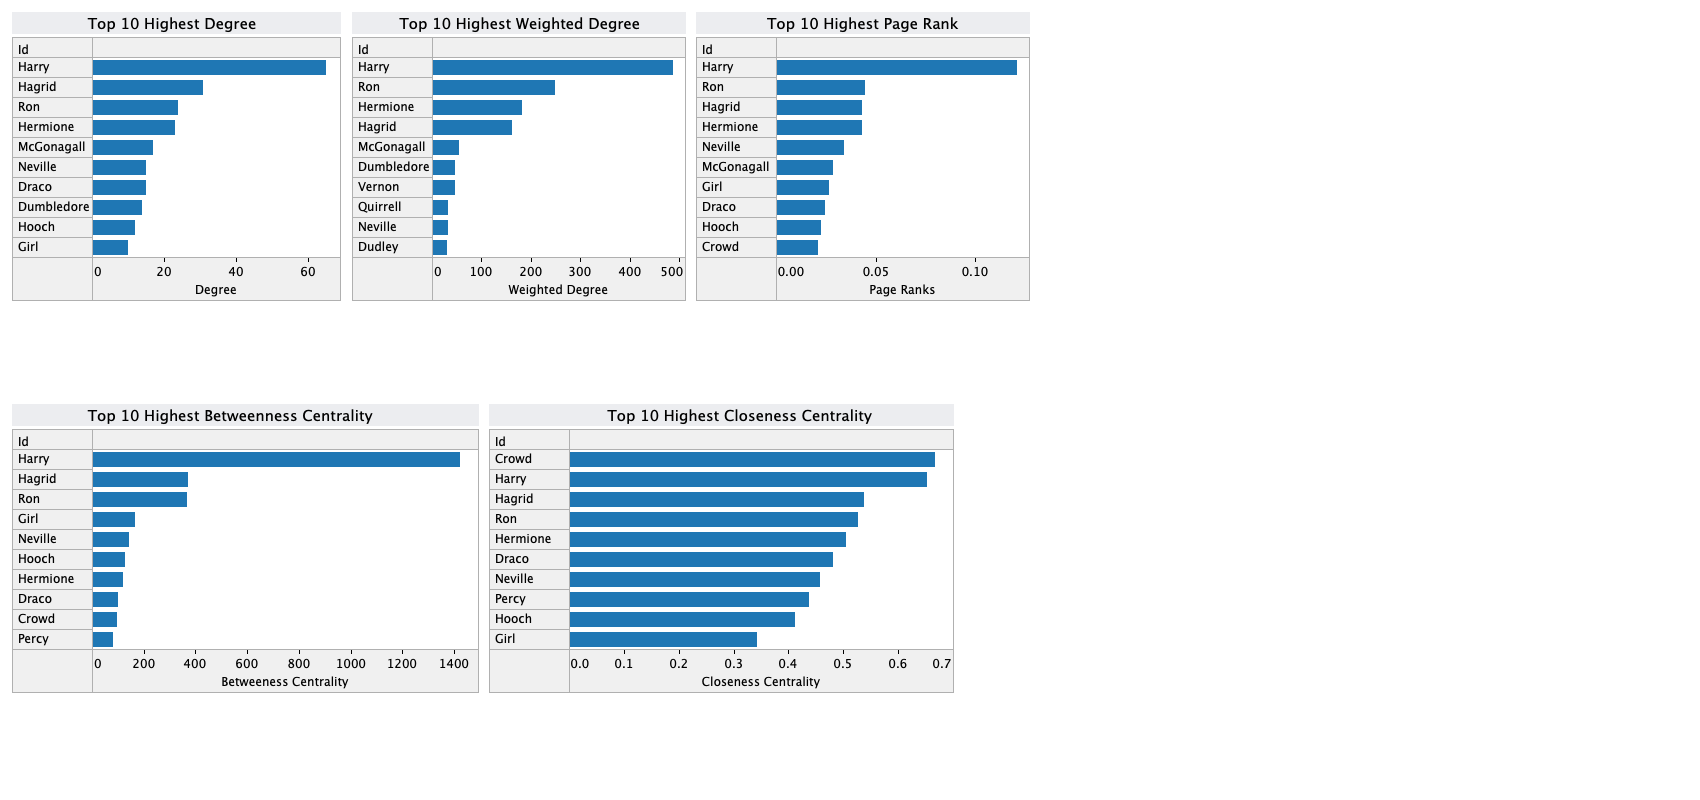 Top 10 Highest Degree
Id
Harry
Hagrid
Ron
Hermione
McGonagall
Neville
Draco
Dumbledore
Hooch
Girl
0 20 40 60
Degree
Top 10 Highest Weighted Degree
Id
Harry
Ron
Hermione
Hagrid
McGonagall
Dumbledore
Vernon
Quirrell
Neville
Dudley
0 100 200 300 400 500
Weighted Degree
Top 10 Highest Page Rank
Id
Harry
Ron
Hagrid
Hermione
Neville
McGonagall
Girl
Draco
Hooch
Crowd
0.00 0.05 0.10
Page Ranks
Top 10 Highest Betweenness Centrality
Id
Harry
Hagrid
Ron
Girl
Neville
Hooch
Hermione
Draco
Crowd
Percy
0 200 400 600 800 1000 1200 1400
Betweeness Centrality
Top 10 Highest Closeness Centrality
Id
Crowd
Harry
Hagrid
Ron
Hermione
Draco
Neville
Percy
Hooch
Girl
0.0 0.1 0.2 0.3 0.4 0.5 0.6 0.7
Closeness Centrality